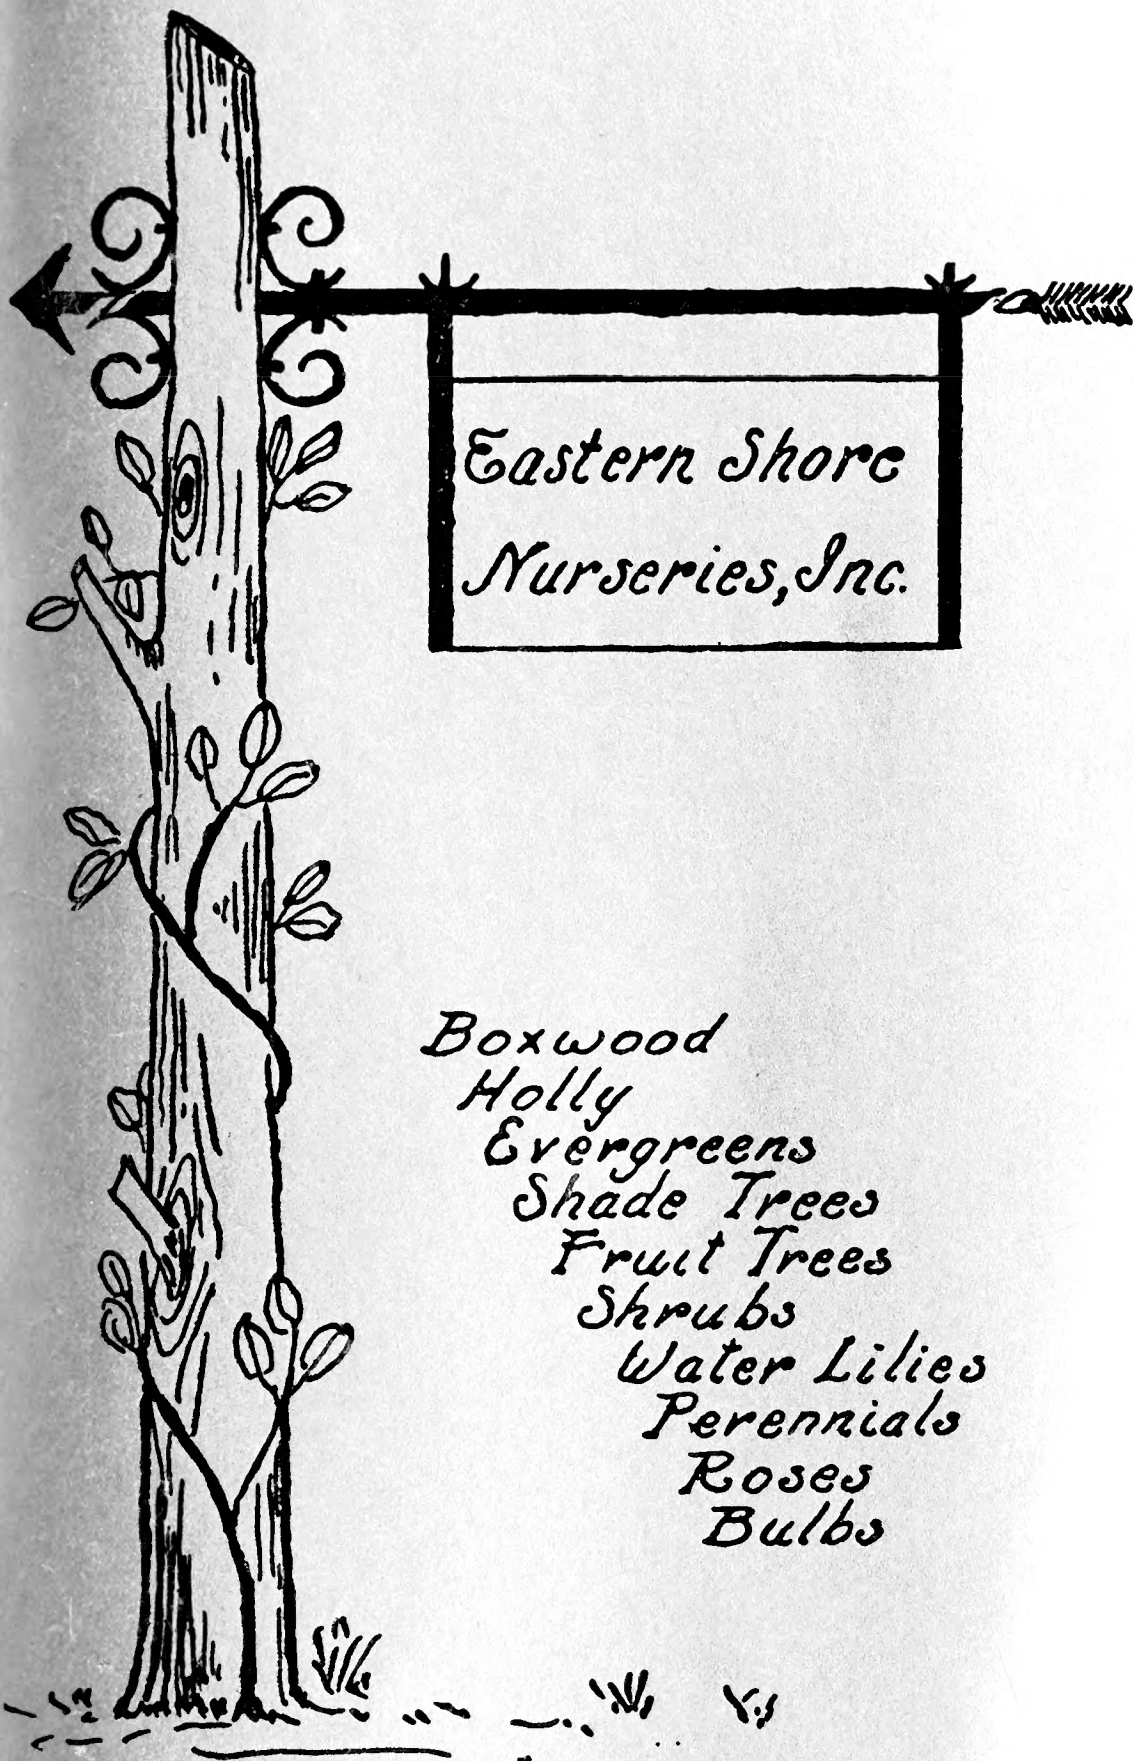 Eastern Shore
Nurseries, Inc.
Boxwood
Holly
Evergreens
Shade Trees
Fruit Trees
Shrubs
Water Lilies
Perennials
Roses
Bulbs